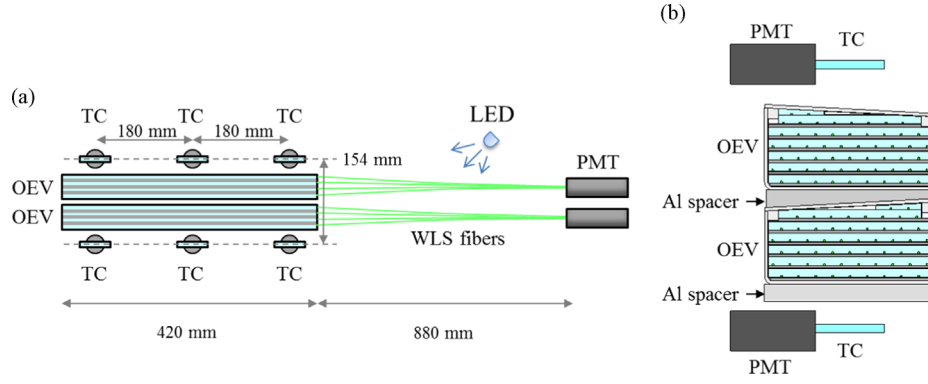 (a)
TC TC TC
180 mm 180 mm
LED
154 mm
PMT
OEV
OEV
WLS fibers
TC TC TC
420 mm
880 mm
(b)
PMT
TC
OEV
Al spacer
OEV
Al spacer
TC
PMT